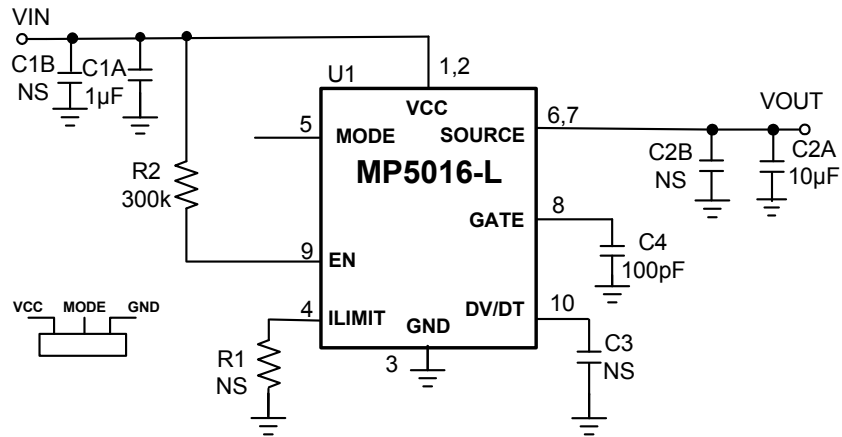 VIN
C1B
NS
C1A
1µF
U1
1,2
VCC
6,7
VOUT
5
MODE
SOURCE
MP5016-L
R2
300k
C2B
NS
C2A
10µF
8
GATE
C4
100pF
9
EN
VCC MODE GND
4
ILIMIT
GND
DV/DT
10
R1
NS
3
C3
NS